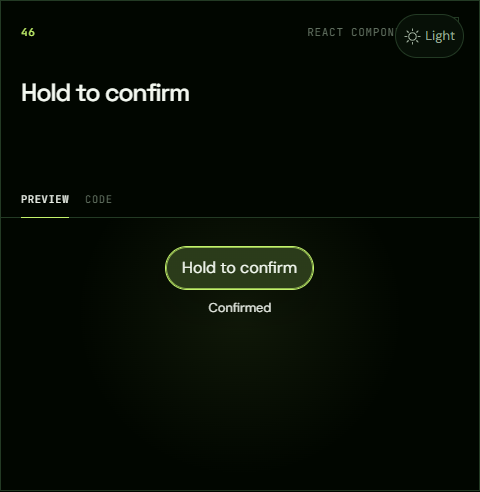 46
REACT COMPON
Light
Hold to confirm
PREVIEW
CODE
Hold to confirm
Confirmed